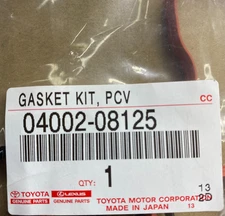 GASKET KIT, PCV
CC
04002-08125
QTY:
1
TOYOTA
GENUINE PARTS
LEXUS
GENUINE PARTS
TOYOTA MOTOR CORPORATION
MADE IN JAPAN 13
13